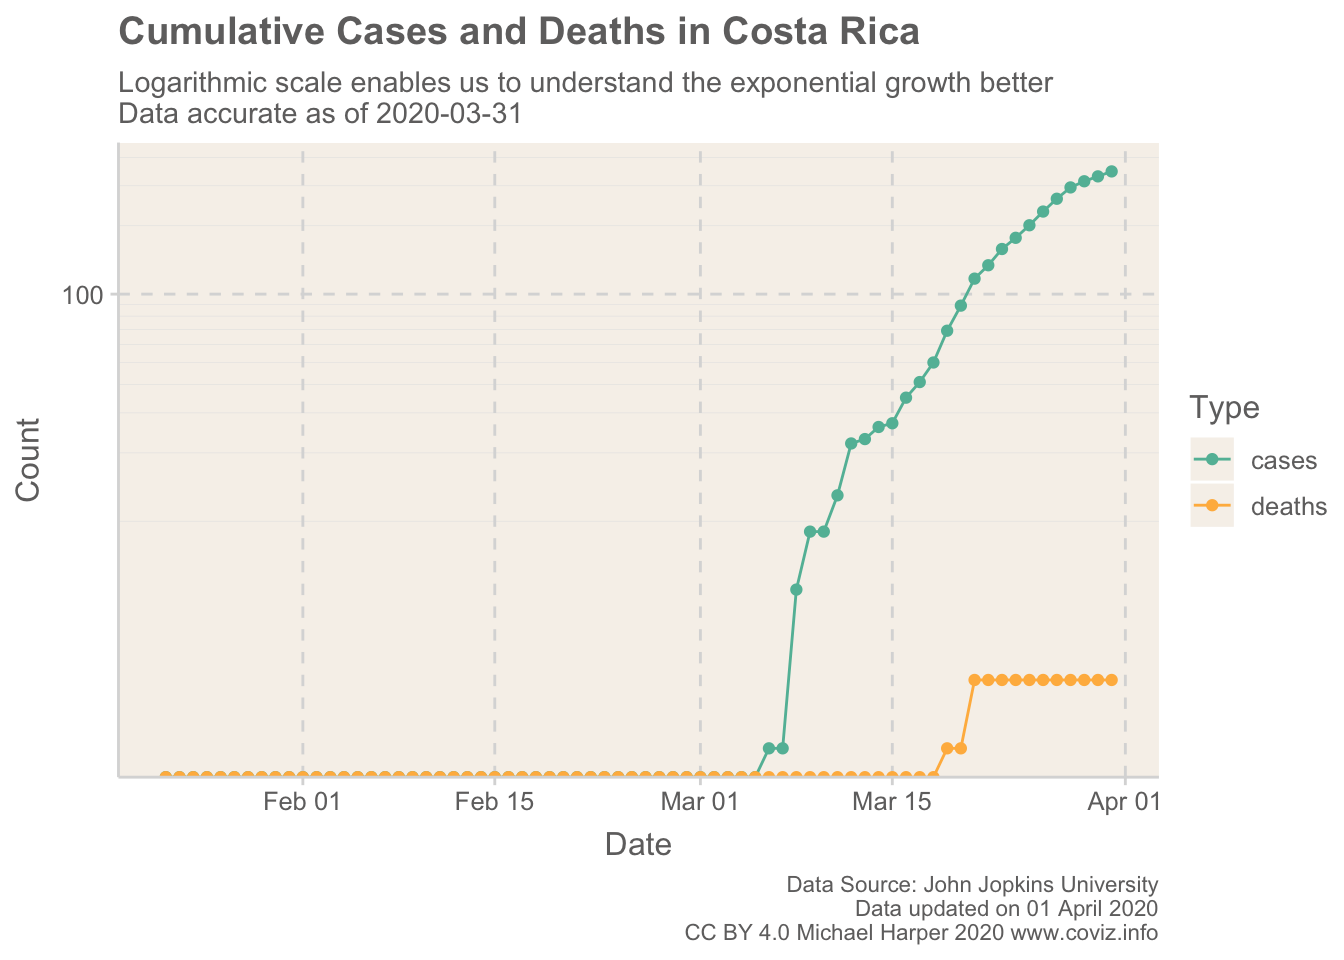 Cumulative Cases and Deaths in Costa Rica
Logarithmic scale enables us to understand the exponential growth better
Data accurate as of 2020-03-31
100
Count
Feb 01
Feb 15
Mar 01
Mar 15
Apr 01
Date
Type
cases
deaths
Data Source: John Jopkins University
Data updated on 01 April 2020
CC BY 4.0 Michael Harper 2020 www.coviz.info